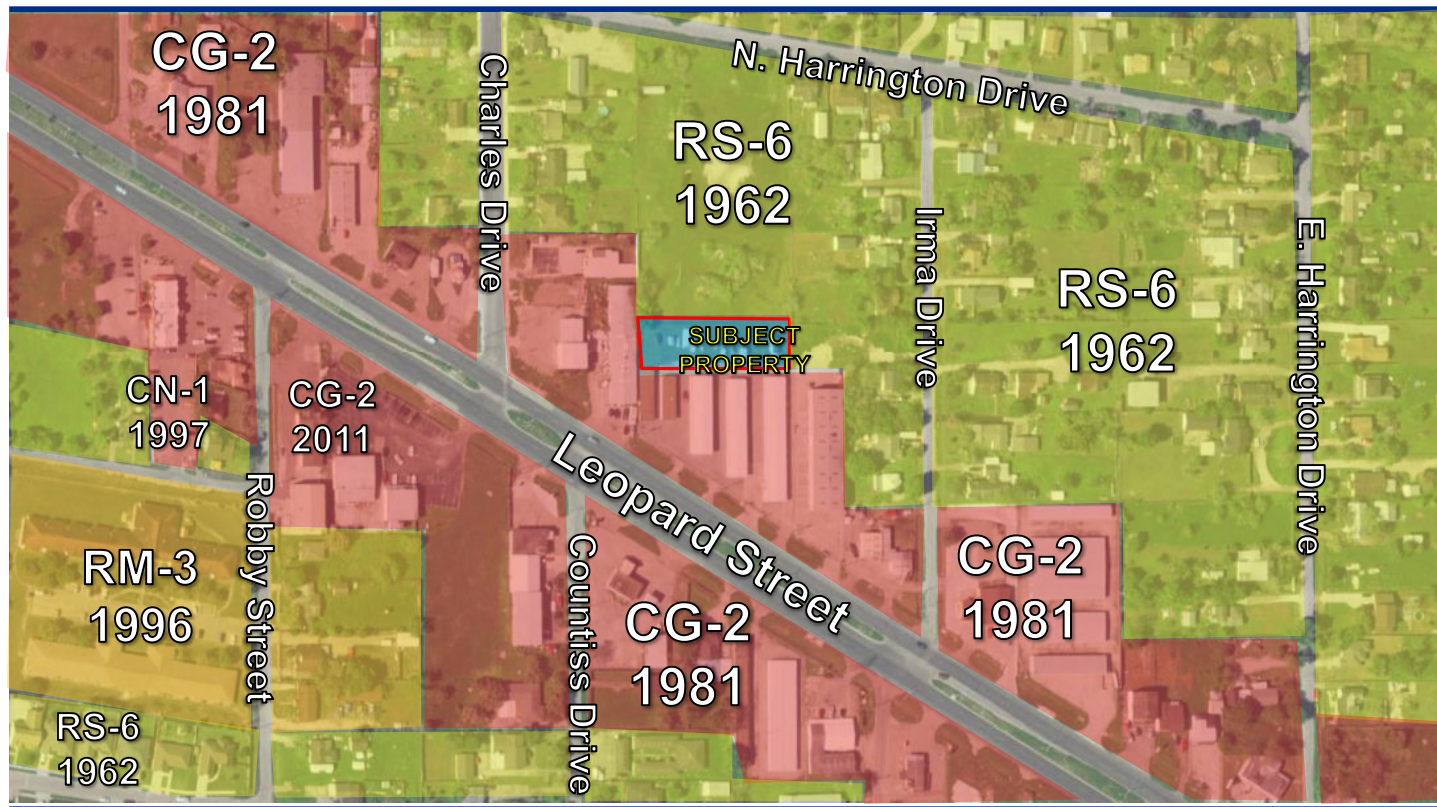 CG-2
1981
Charles Drive
N. Harrington Drive
RS-6
1962
Irma Drive
RS-6
1962
E. Harrington Drive
SUBJECT
PROPERTY
CN-1
1997
CG-2
2011
Leopard Street
Robby Street
RM-3
1996
Countiss Drive
CG-2
1981
CG-2
1981
RS-6
1962